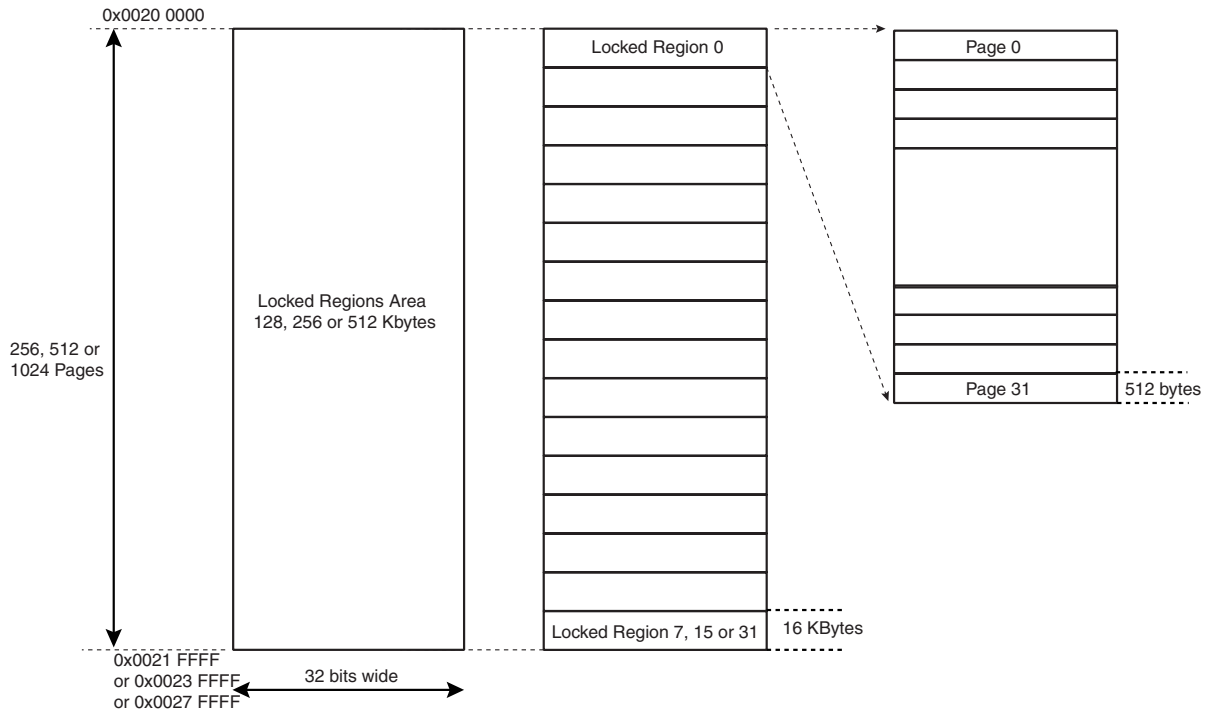 0x0020 0000
Locked Region 0
Page 0
Locked Regions Area
128, 256 or 512 Kbytes
256, 512 or
1024 Pages
Page 31
512 bytes
Locked Region 7, 15 or 31
16 KBytes
0x0021 FFFF
or 0x0023 FFFF
or 0x0027 FFFF
32 bits wide